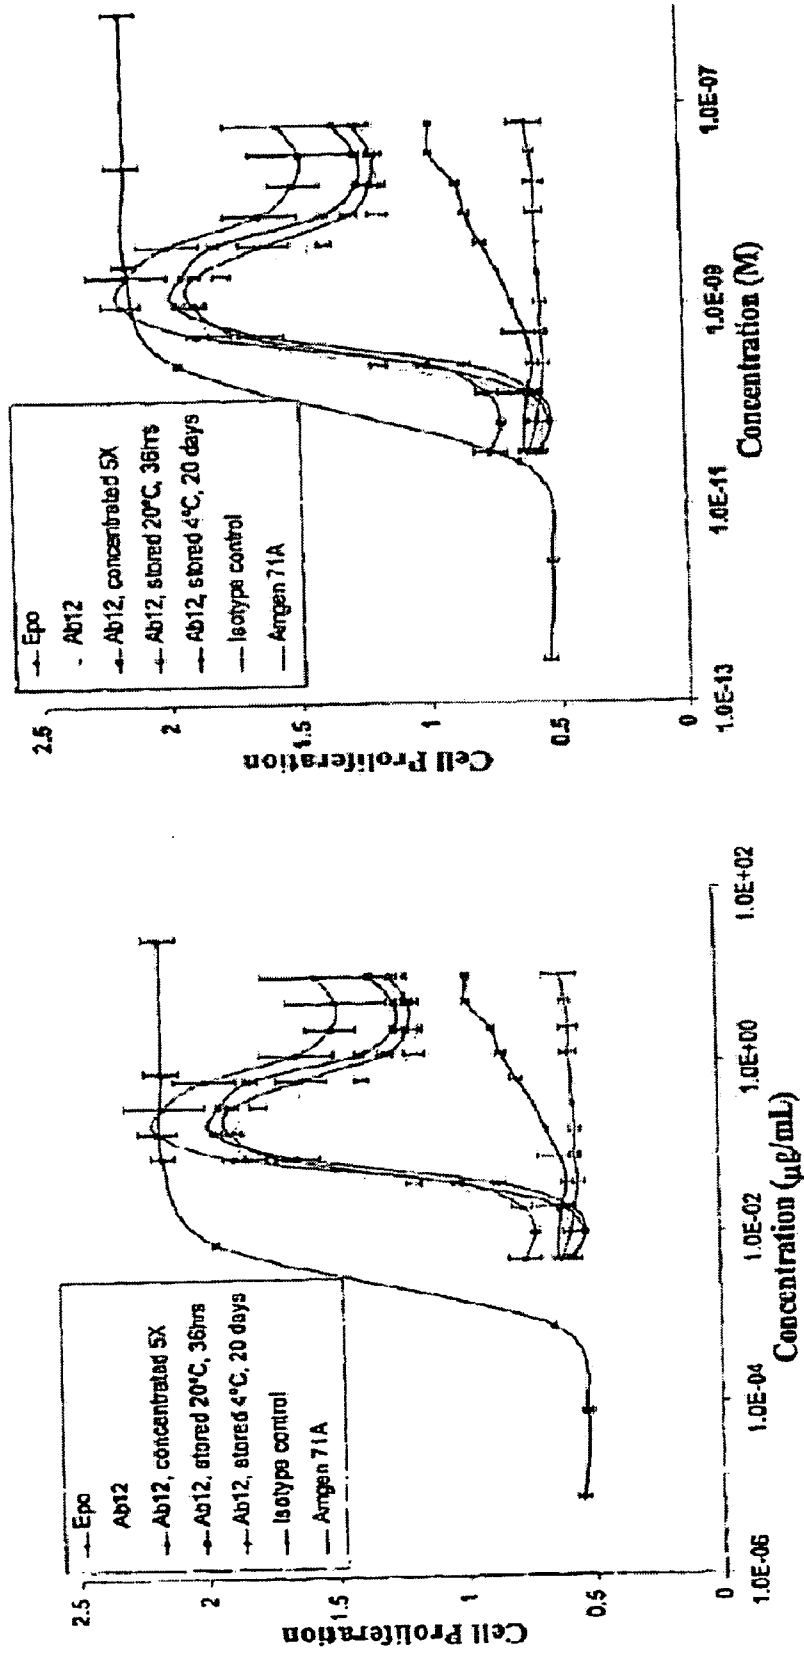 Epo
Ab12
Ab12, concentrated 5X
Ab12, stored 20°C, 36hrs
Ab12, stored 4°C, 20 days
Isotype control
Amgen 71A
2.5
2
1.5
1
0.5
0
Cell Proliferation
1.0E-06
1.0E-04
1.0E-02
1.0E+00
1.0E+02
Concentration (µg/mL)
Epo
Ab12
Ab12, concentrated 5X
Ab12, stored 20°C, 36hrs
Ab12, stored 4°C, 20 days
Isotype control
Amgen 71A
2.5
2
1.5
1
0.5
0
Cell Proliferation
1.0E-13
1.0E-11
1.0E-09
1.0E-07
Concentration (M)